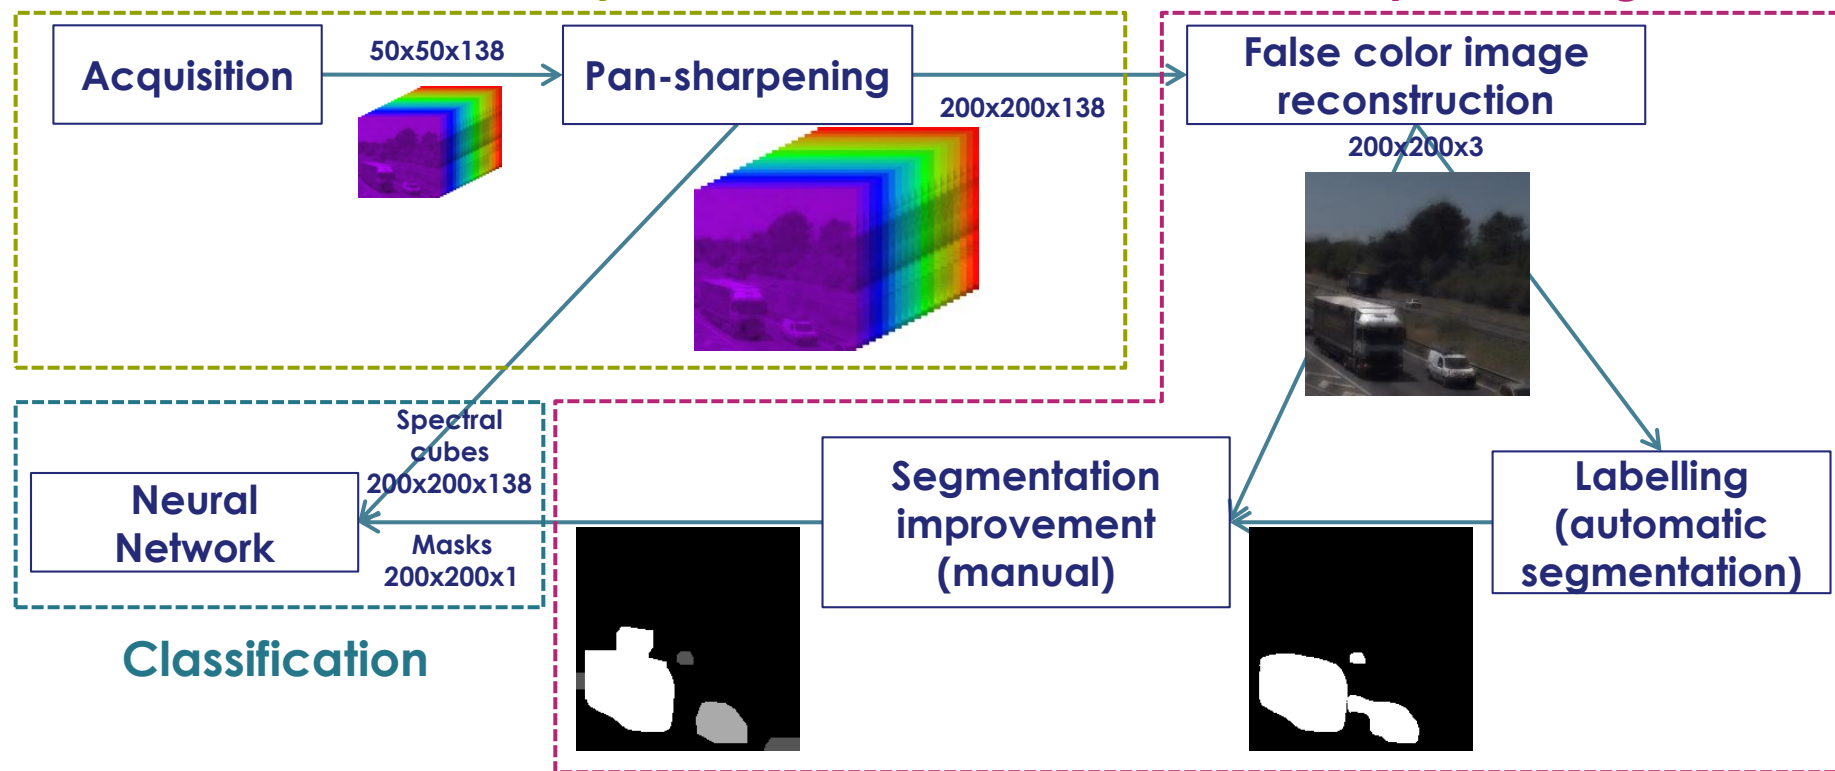 Acquisition
50x50x138
Pan-sharpening
200x200x138
False color image
reconstruction
200x200x3
Spectral
cubes
200x200x138
Neural
Network
Masks
200x200x1
Segmentation
improvement
(manual)
Labelling
(automatic
segmentation)
Classification